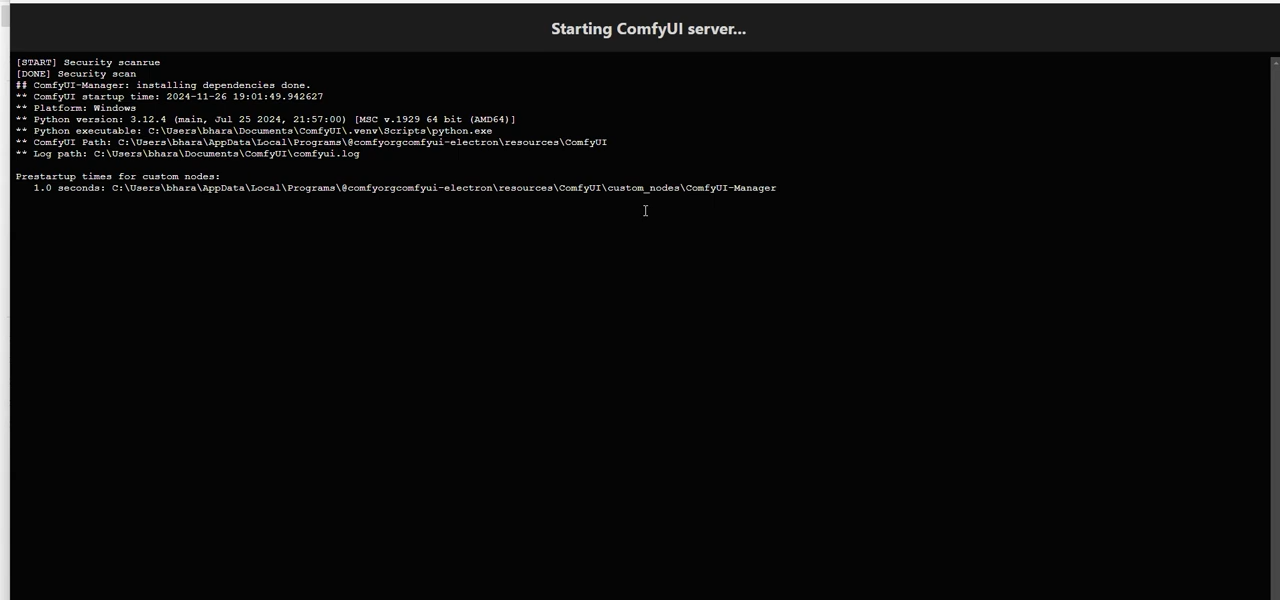 Starting ComfyUI server...
[START] Security scanrue
[DONE] Security scan
## ComfyUI-Manager: installing dependencies done.
** ComfyUI startup time: 2024-11-26 19:01:49.942627
** Platform: Windows
** Python version: 3.12.4 (main, Jul 25 2024, 21:57:00) [MSC v.1929 64 bit (AMD64)]
** Python executable: C:\Users\bhara\Documents\ComfyUI\.venv\Scripts\python.exe
** ComfyUI Path: C:\Users\bhara\AppData\Local\Programs\@comfyorgcomfyui-electron\resources\ComfyUI
** Log path: C:\Users\bhara\Documents\ComfyUI\comfyui.log
Prestartup times for custom nodes:
1.0 seconds: C:\Users\bhara\AppData\Local\Programs\@comfyorgcomfyui-electron\resources\ComfyUI\custom_nodes\ComfyUI-Manager